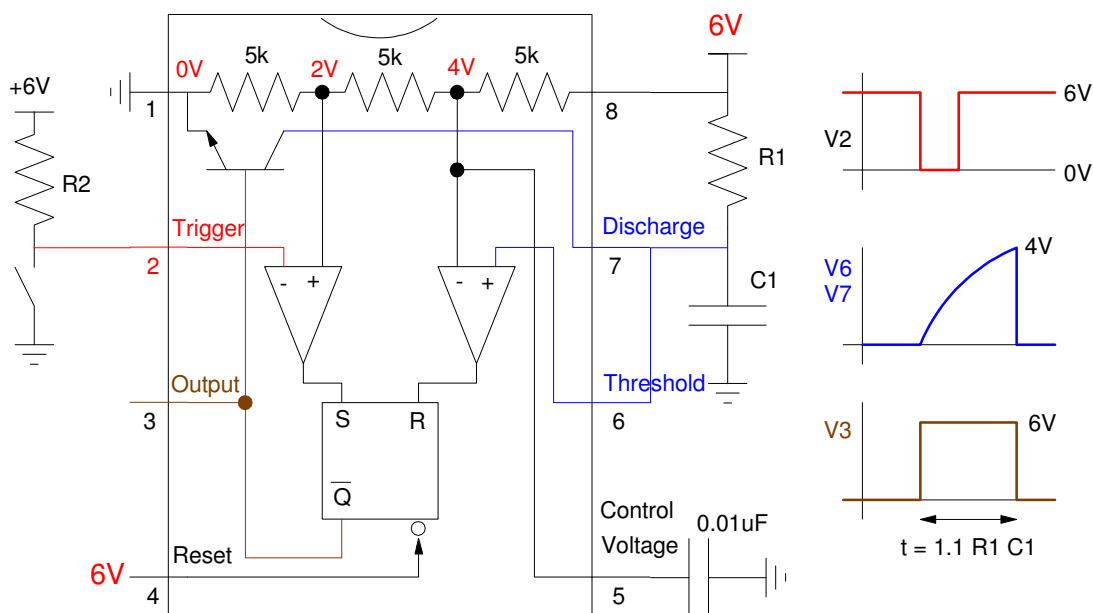 6V
5k
5k
5k
0V
2V
4V
+6V
1
8
6V
R1
V2
0V
R2
Trigger
Discharge
2
7
-
+
-
+
C1
V6
V7
4V
Output
Threshold
3
6
S
R
V3
6V
Q
Control
Voltage
0.01uF
t = 1.1 R1 C1
Reset
6V
4
5